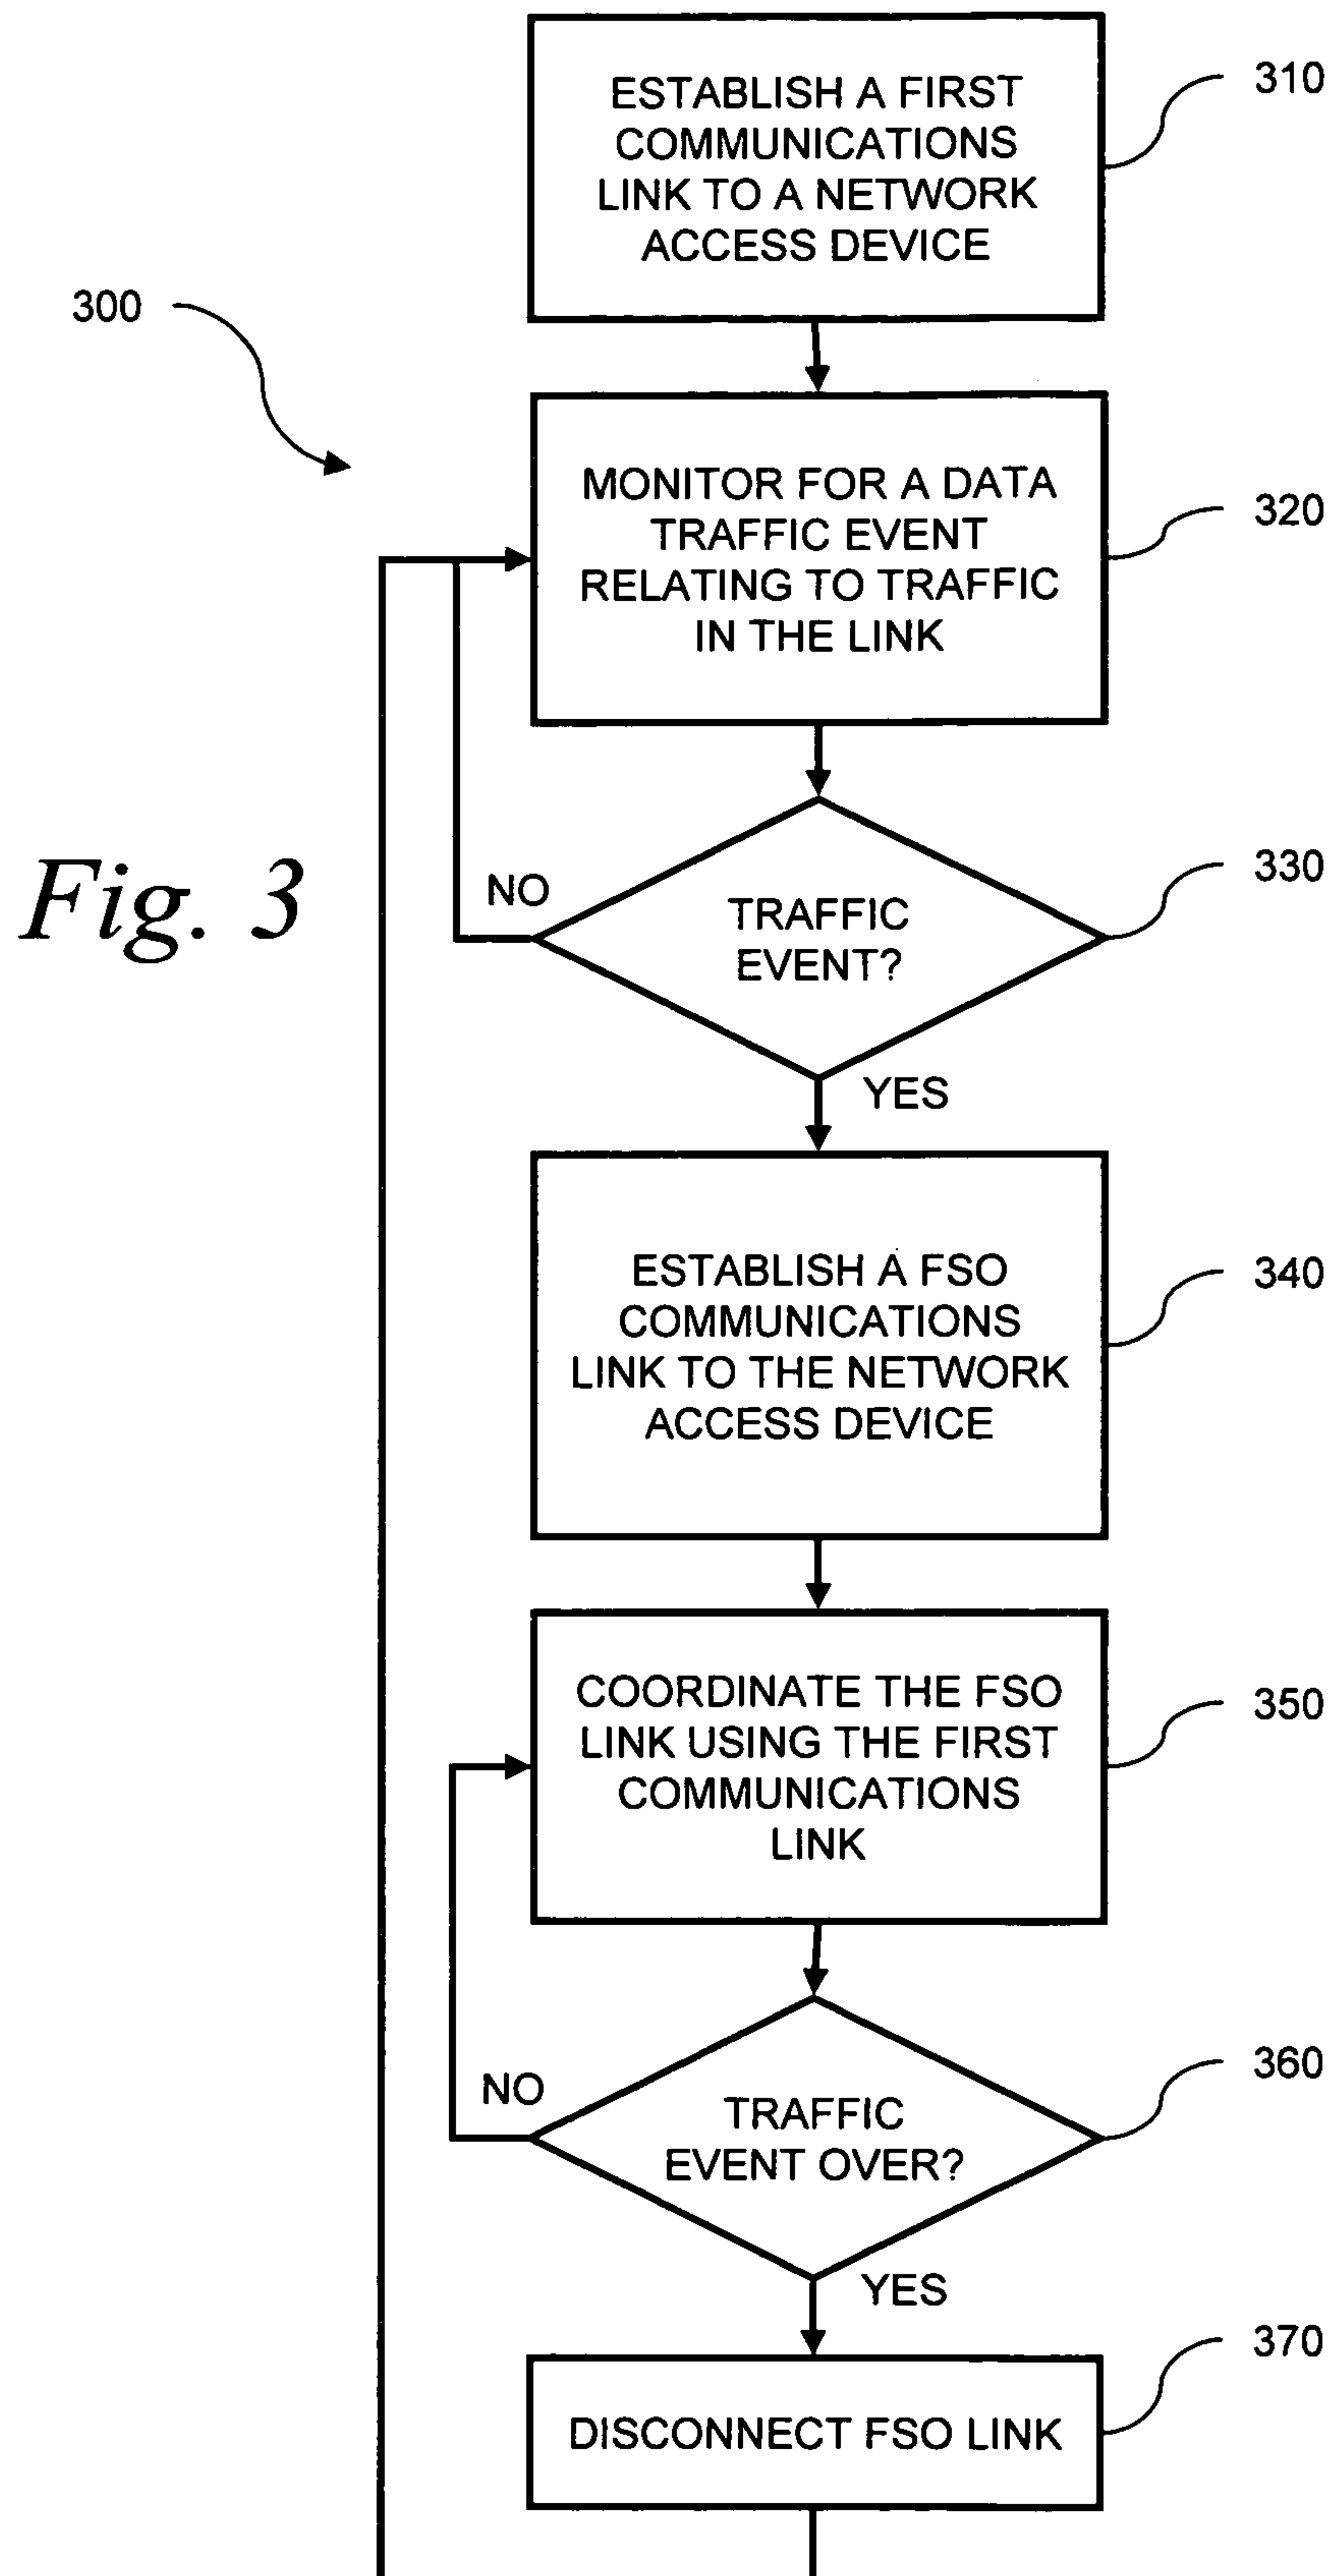 ESTABLISH A FIRST
COMMUNICATIONS
LINK TO A NETWORK
ACCESS DEVICE
310
300
MONITOR FOR A DATA
TRAFFIC EVENT
RELATING TO TRAFFIC
IN THE LINK
320
Fig. 3
NO
TRAFFIC
EVENT?
330
YES
ESTABLISH A FSO
COMMUNICATIONS
LINK TO THE NETWORK
ACCESS DEVICE
340
COORDINATE THE FSO
LINK USING THE FIRST
COMMUNICATIONS
LINK
350
NO
TRAFFIC
EVENT OVER?
360
YES
DISCONNECT FSO LINK
370